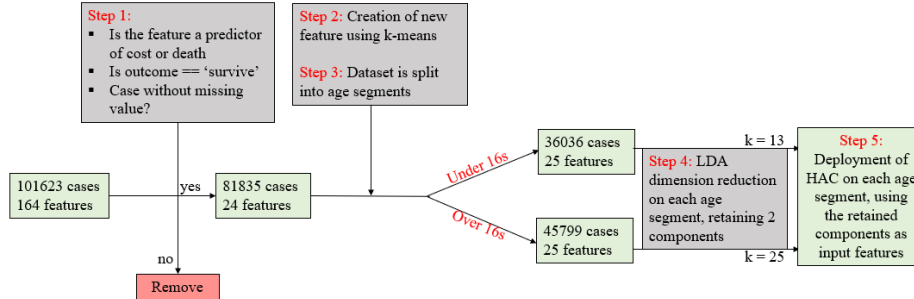 Step 1:
▪ Is the feature a predictor
of cost or death
▪ Is outcome == ‘survive’
▪ Case without missing
value?
Step 2: Creation of new
feature using k-means
Step 3: Dataset is split
into age segments
101623 cases
164 features
yes
no
Remove
81835 cases
24 features
Under 16s
Over 16s
36036 cases
25 features
45799 cases
25 features
k = 13
Step 4: LDA
dimension reduction
on each age
segment, retaining 2
components
k = 25
Step 5:
Deployment of
HAC on each age
segment, using
the retained
components as
input features